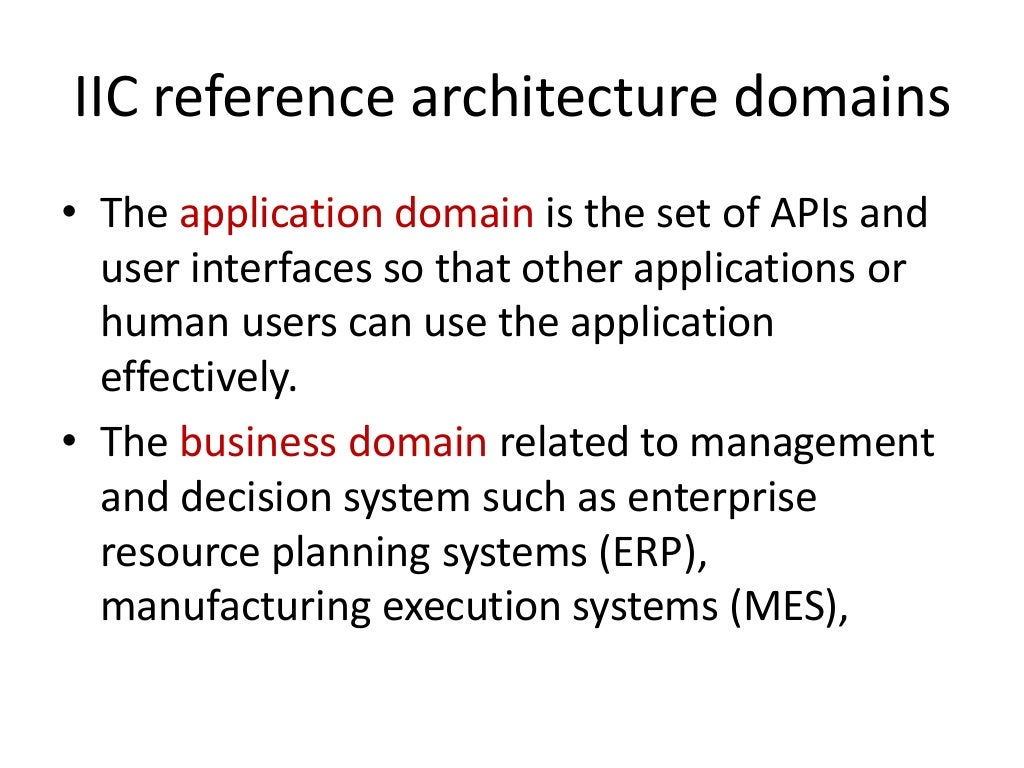 IIC reference architecture domains
• The application domain is the set of APIs and
user interfaces so that other applications or
human users can use the application
effectively.
• The business domain related to management
and decision system such as enterprise
resource planning systems (ERP),
manufacturing execution systems (MES),